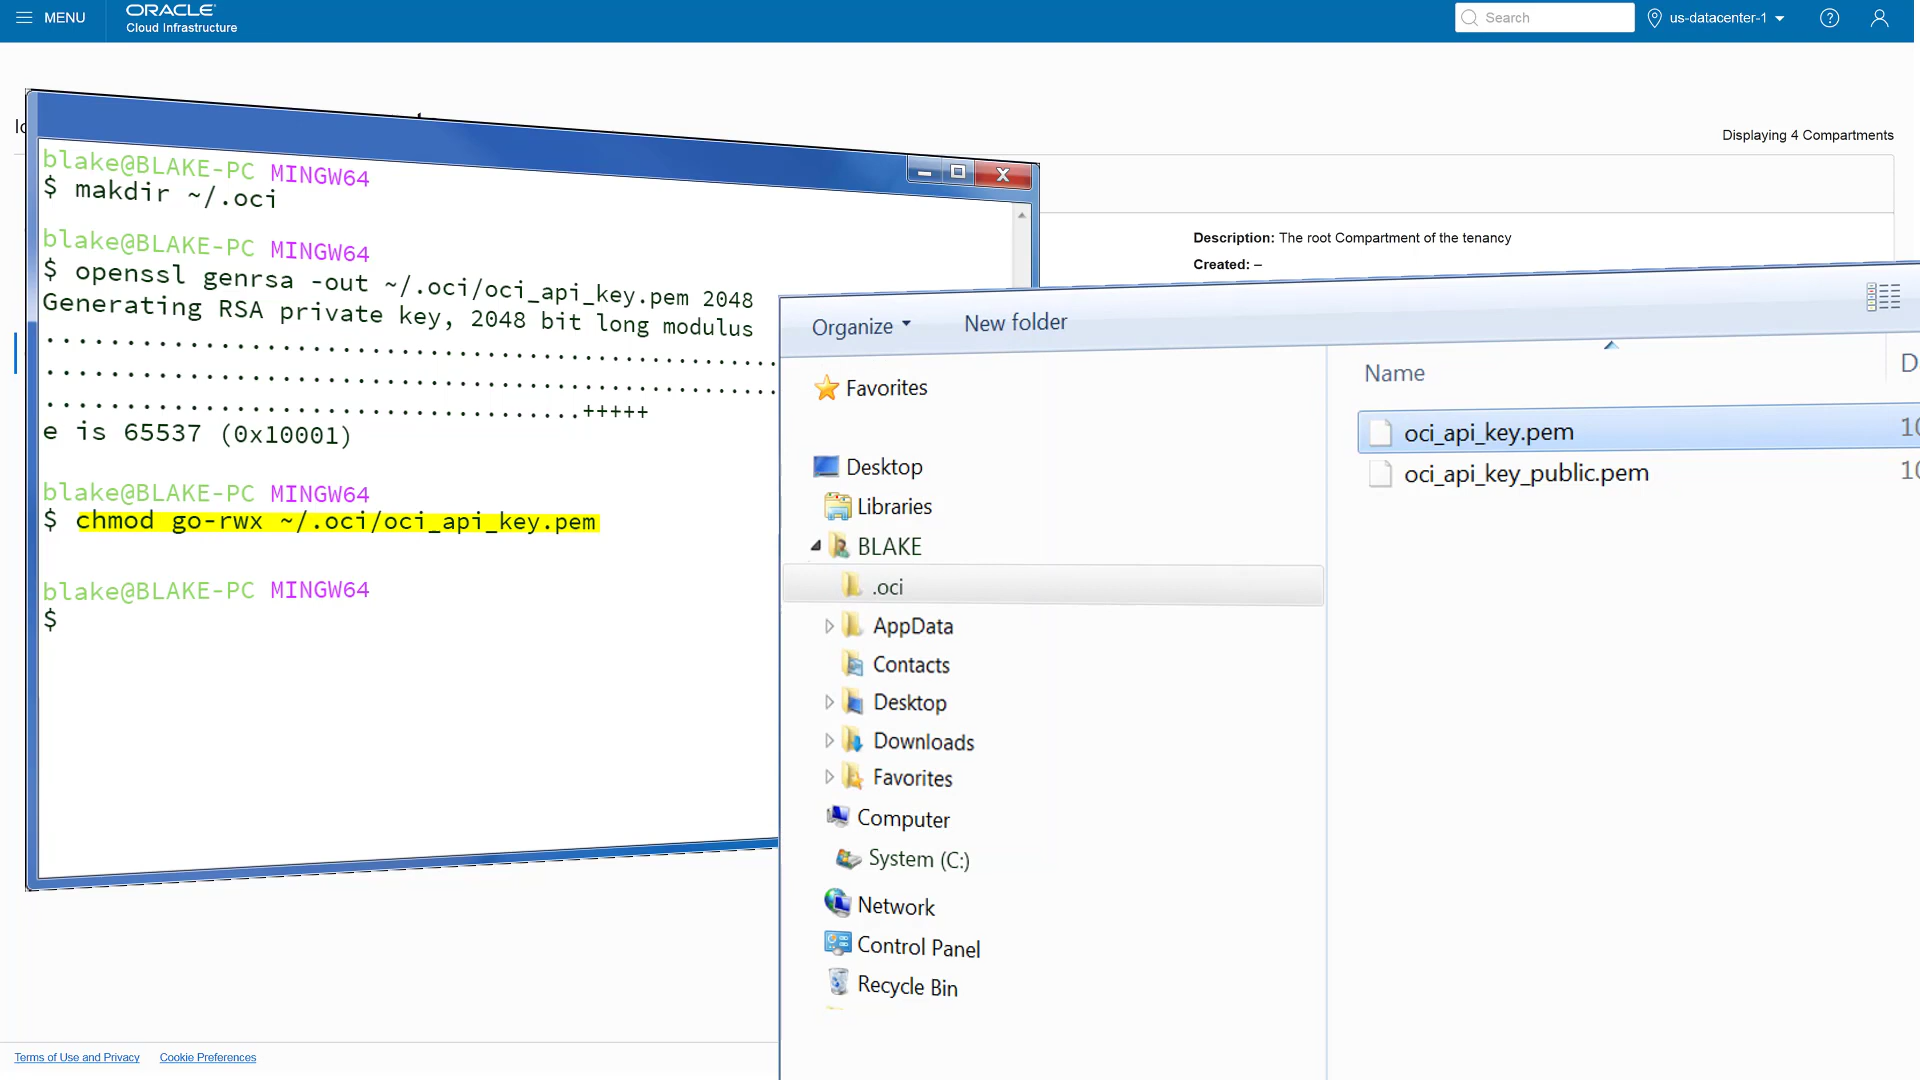 MENU
ORACLE
Cloud Infrastructure
Search
us-datacenter-1
Displaying 4 Compartments
blake@BLAKE-PC MINGW64
$ makdir ~/.oci
blake@BLAKE-PC MINGW64
$ openssl genrsa -out ~/.oci/oci_api_key.pem 2048
Generating RSA private key, 2048 bit long modulus
.....................................+++++
e is 65537 (0x10001)
blake@BLAKE-PC MINGW64
$ chmod go-rwx ~/.oci/oci_api_key.pem
blake@BLAKE-PC MINGW64
$
Description: The root Compartment of the tenancy
Created: –
Organize
New folder
Favorites
Desktop
Libraries
BLAKE
.oci
AppData
Contacts
Desktop
Downloads
Favorites
Computer
System (C:)
Network
Control Panel
Recycle Bin
Name
D
oci_api_key.pem
10
oci_api_key_public.pem
10
Terms of Use and Privacy
Cookie Preferences